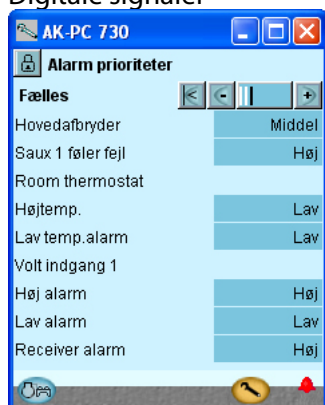 Digitale signaler
AK-PC 730
Alarm prioriteter
Fælles
Hovedafbryder Middel
Saux 1 føler fejl Høj
Room thermostat
Højtemp. Lav
Lav temp.alarm Lav
Volt indgang 1
Høj alarm Høj
Lav alarm Lav
Receiver alarm Høj